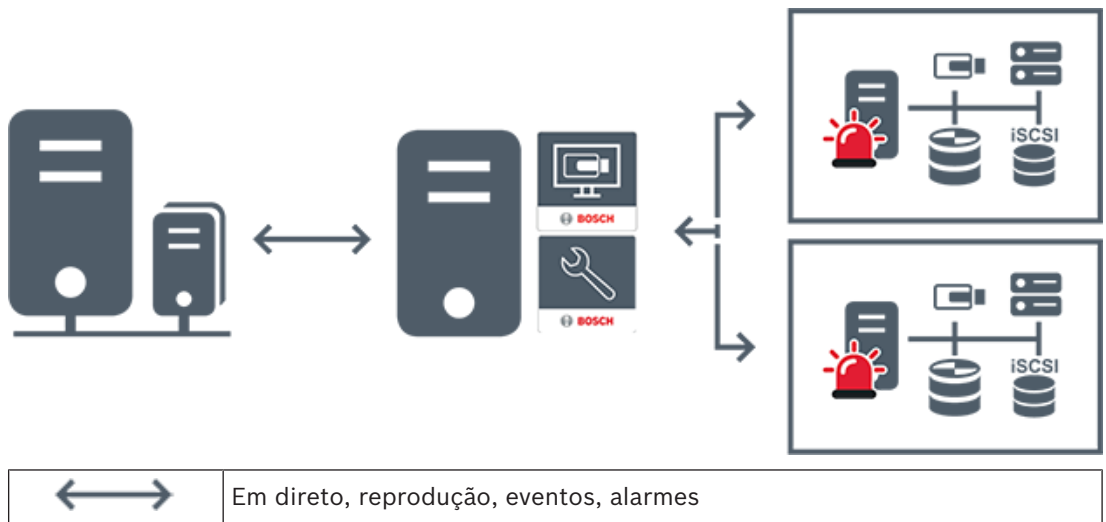 iSCSI
BOSCH
BOSCH
iSCSI
Em direto, reprodução, eventos, alarmes